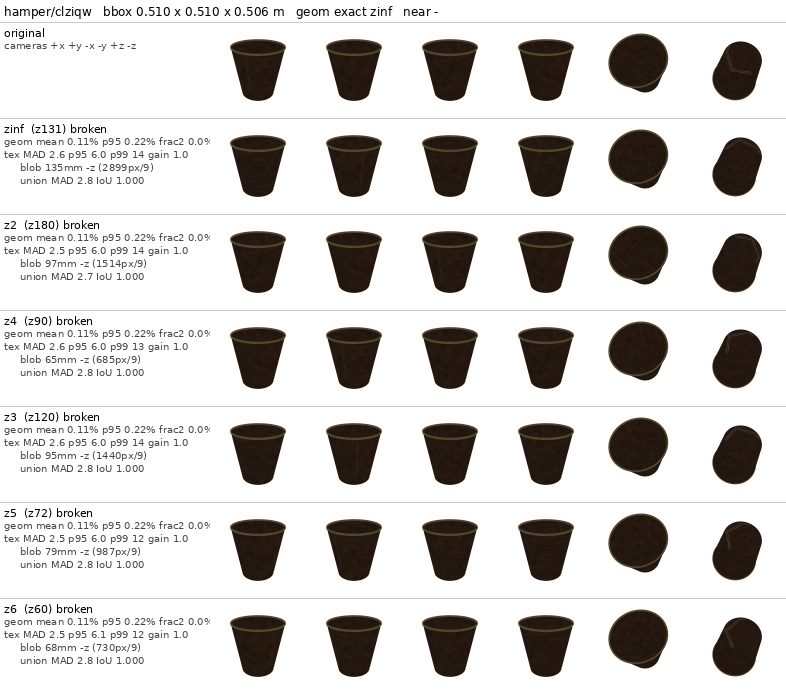 hamper/clziqw bbox 0.510 x 0.510 x 0.506 m geom exact zinf near -
original
cameras +x +y -x -y +z -z
zinf (z131) broken
geom mean 0.11% p95 0.22% frac2 0.0%
tex MAD 2.6 p95 6.0 p99 14 gain 1.0
blob 135mm -z (2899px/9)
union MAD 2.8 IoU 1.000
z2 (z180) broken
geom mean 0.11% p95 0.22% frac2 0.0%
tex MAD 2.5 p95 6.0 p99 14 gain 1.0
blob 97mm -z (1514px/9)
union MAD 2.7 IoU 1.000
z4 (z90) broken
geom mean 0.11% p95 0.22% frac2 0.0%
tex MAD 2.6 p95 6.0 p99 13 gain 1.0
blob 65mm -z (685px/9)
union MAD 2.8 IoU 1.000
z3 (z120) broken
geom mean 0.11% p95 0.22% frac2 0.0%
tex MAD 2.6 p95 6.0 p99 14 gain 1.0
blob 95mm -z (1440px/9)
union MAD 2.8 IoU 1.000
z5 (z72) broken
geom mean 0.11% p95 0.22% frac2 0.0%
tex MAD 2.5 p95 6.0 p99 12 gain 1.0
blob 79mm -z (987px/9)
union MAD 2.8 IoU 1.000
z6 (z60) broken
geom mean 0.11% p95 0.22% frac2 0.0%
tex MAD 2.5 p95 6.1 p99 12 gain 1.0
blob 68mm -z (730px/9)
union MAD 2.8 IoU 1.000